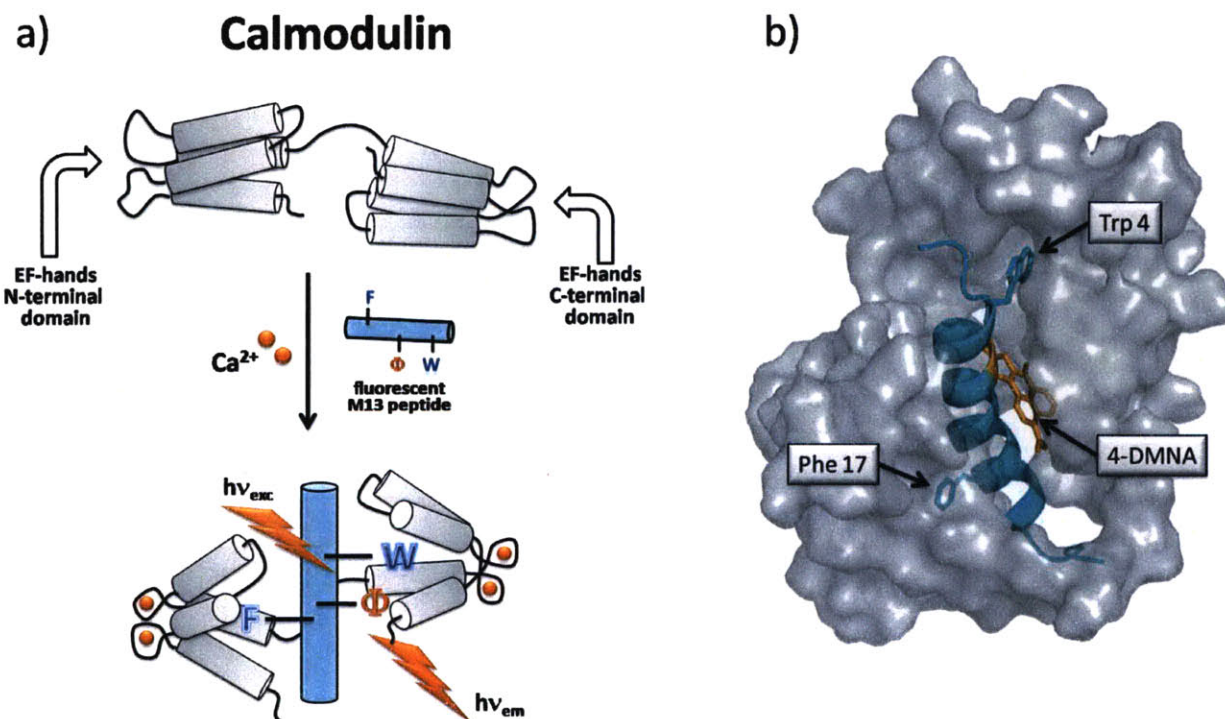 a)
Calmodulin
EF-hands
N-terminal
domain
EF-hands
C-terminal
domain
Ca²⁺
F
Φ
W
fluorescent
M13 peptide
hνexc
W
Φ
F
hνem
b)
Trp 4
4-DMNA
Phe 17